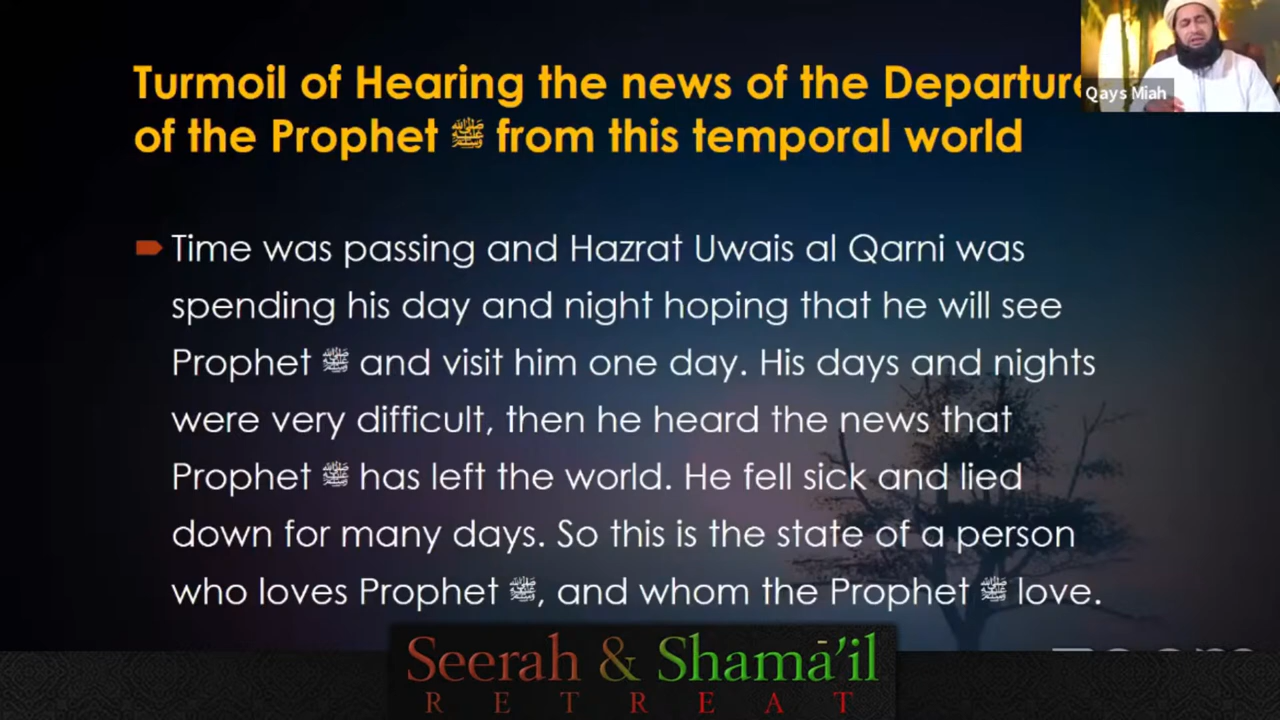 Turmoil of Hearing the news of the Departure
of the Prophet ﷺ from this temporal world
Qays Miah
Time was passing and Hazrat Uwais al Qarni was
spending his day and night hoping that he will see
Prophet ﷺ and visit him one day. His days and nights
were very difficult, then he heard the news that
Prophet ﷺ has left the world. He fell sick and lied
down for many days. So this is the state of a person
who loves Prophet ﷺ, and whom the Prophet ﷺ love.
Seerah & Shamā'il
RETREAT